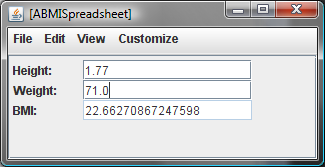 [ABMISpreadsheet]
File Edit View Customize
Height: 1.77
Weight: 71.0
BMI: 22.66270867247598